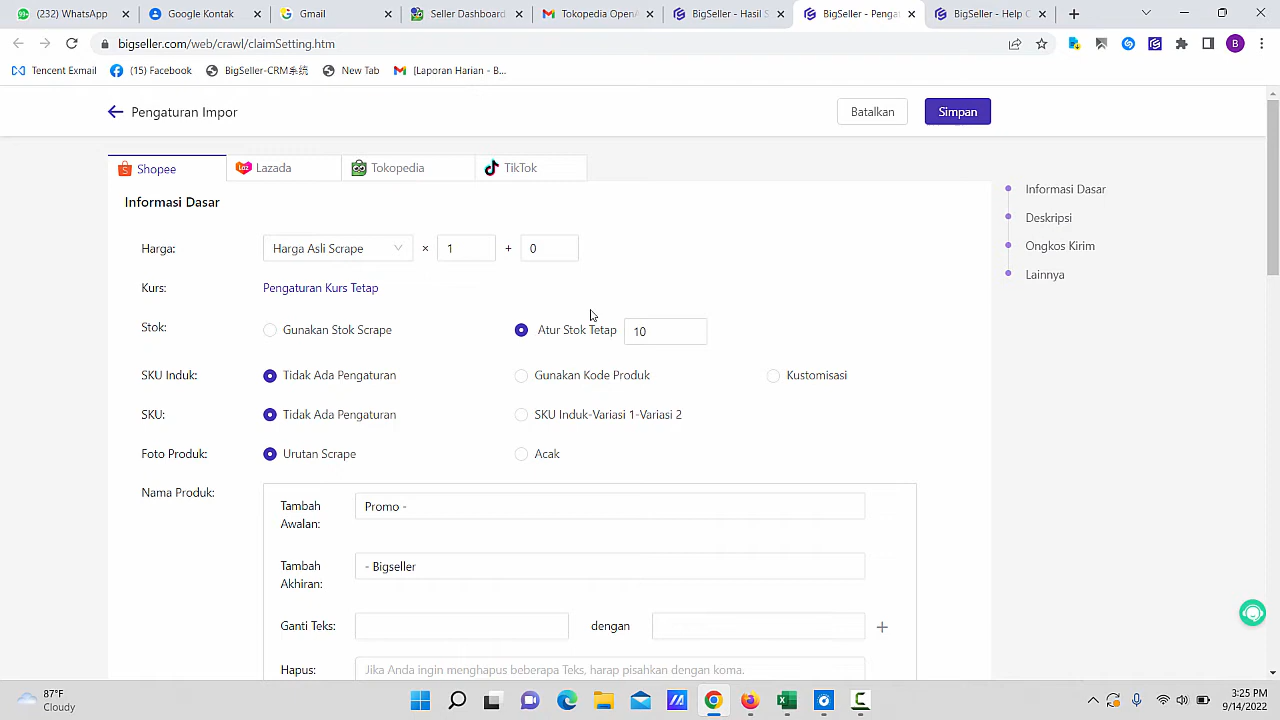 (232) WhatsApp
Google Kontak
Gmail
Seller Dashboard
Tokopedia OpenA
BigSeller - Hasil S
BigSeller - Pengat
BigSeller - Help C
bigseller.com/web/crawl/claimSetting.htm
B
Tencent Exmail
(15) Facebook
BigSeller-CRM系统
New Tab
[Laporan Harian - B...
Pengaturan Impor
Batalkan
Simpan
Shopee
Lazada
Tokopedia
TikTok
Informasi Dasar
Harga:
Harga Asli Scrape
×
1
+
0
Kurs:
Pengaturan Kurs Tetap
Stok:
Gunakan Stok Scrape
Atur Stok Tetap
10
SKU Induk:
Tidak Ada Pengaturan
Gunakan Kode Produk
Kustomisasi
SKU:
Tidak Ada Pengaturan
SKU Induk-Variasi 1-Variasi 2
Foto Produk:
Urutan Scrape
Acak
Nama Produk:
Tambah
Awalan:
Promo -
Tambah
Akhiran:
- Bigseller
Ganti Teks:
dengan
+
Hapus:
Jika Anda ingin menghapus beberapa Teks, harap pisahkan dengan koma.
Informasi Dasar
Deskripsi
Ongkos Kirim
Lainnya
87°F
Cloudy
3:25 PM
9/14/2022